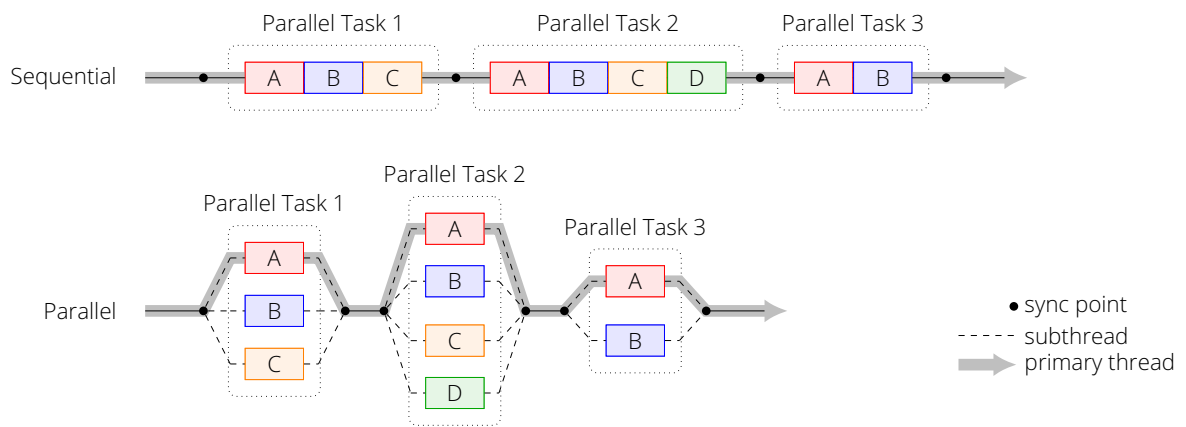 Parallel Task 1
Parallel Task 2
Parallel Task 3
Sequential
A B C
A B C D
A B
Parallel Task 1
Parallel Task 2
Parallel Task 3
Parallel
A
B
C
A
B
C
D
A
B
sync point
subthread
primary thread